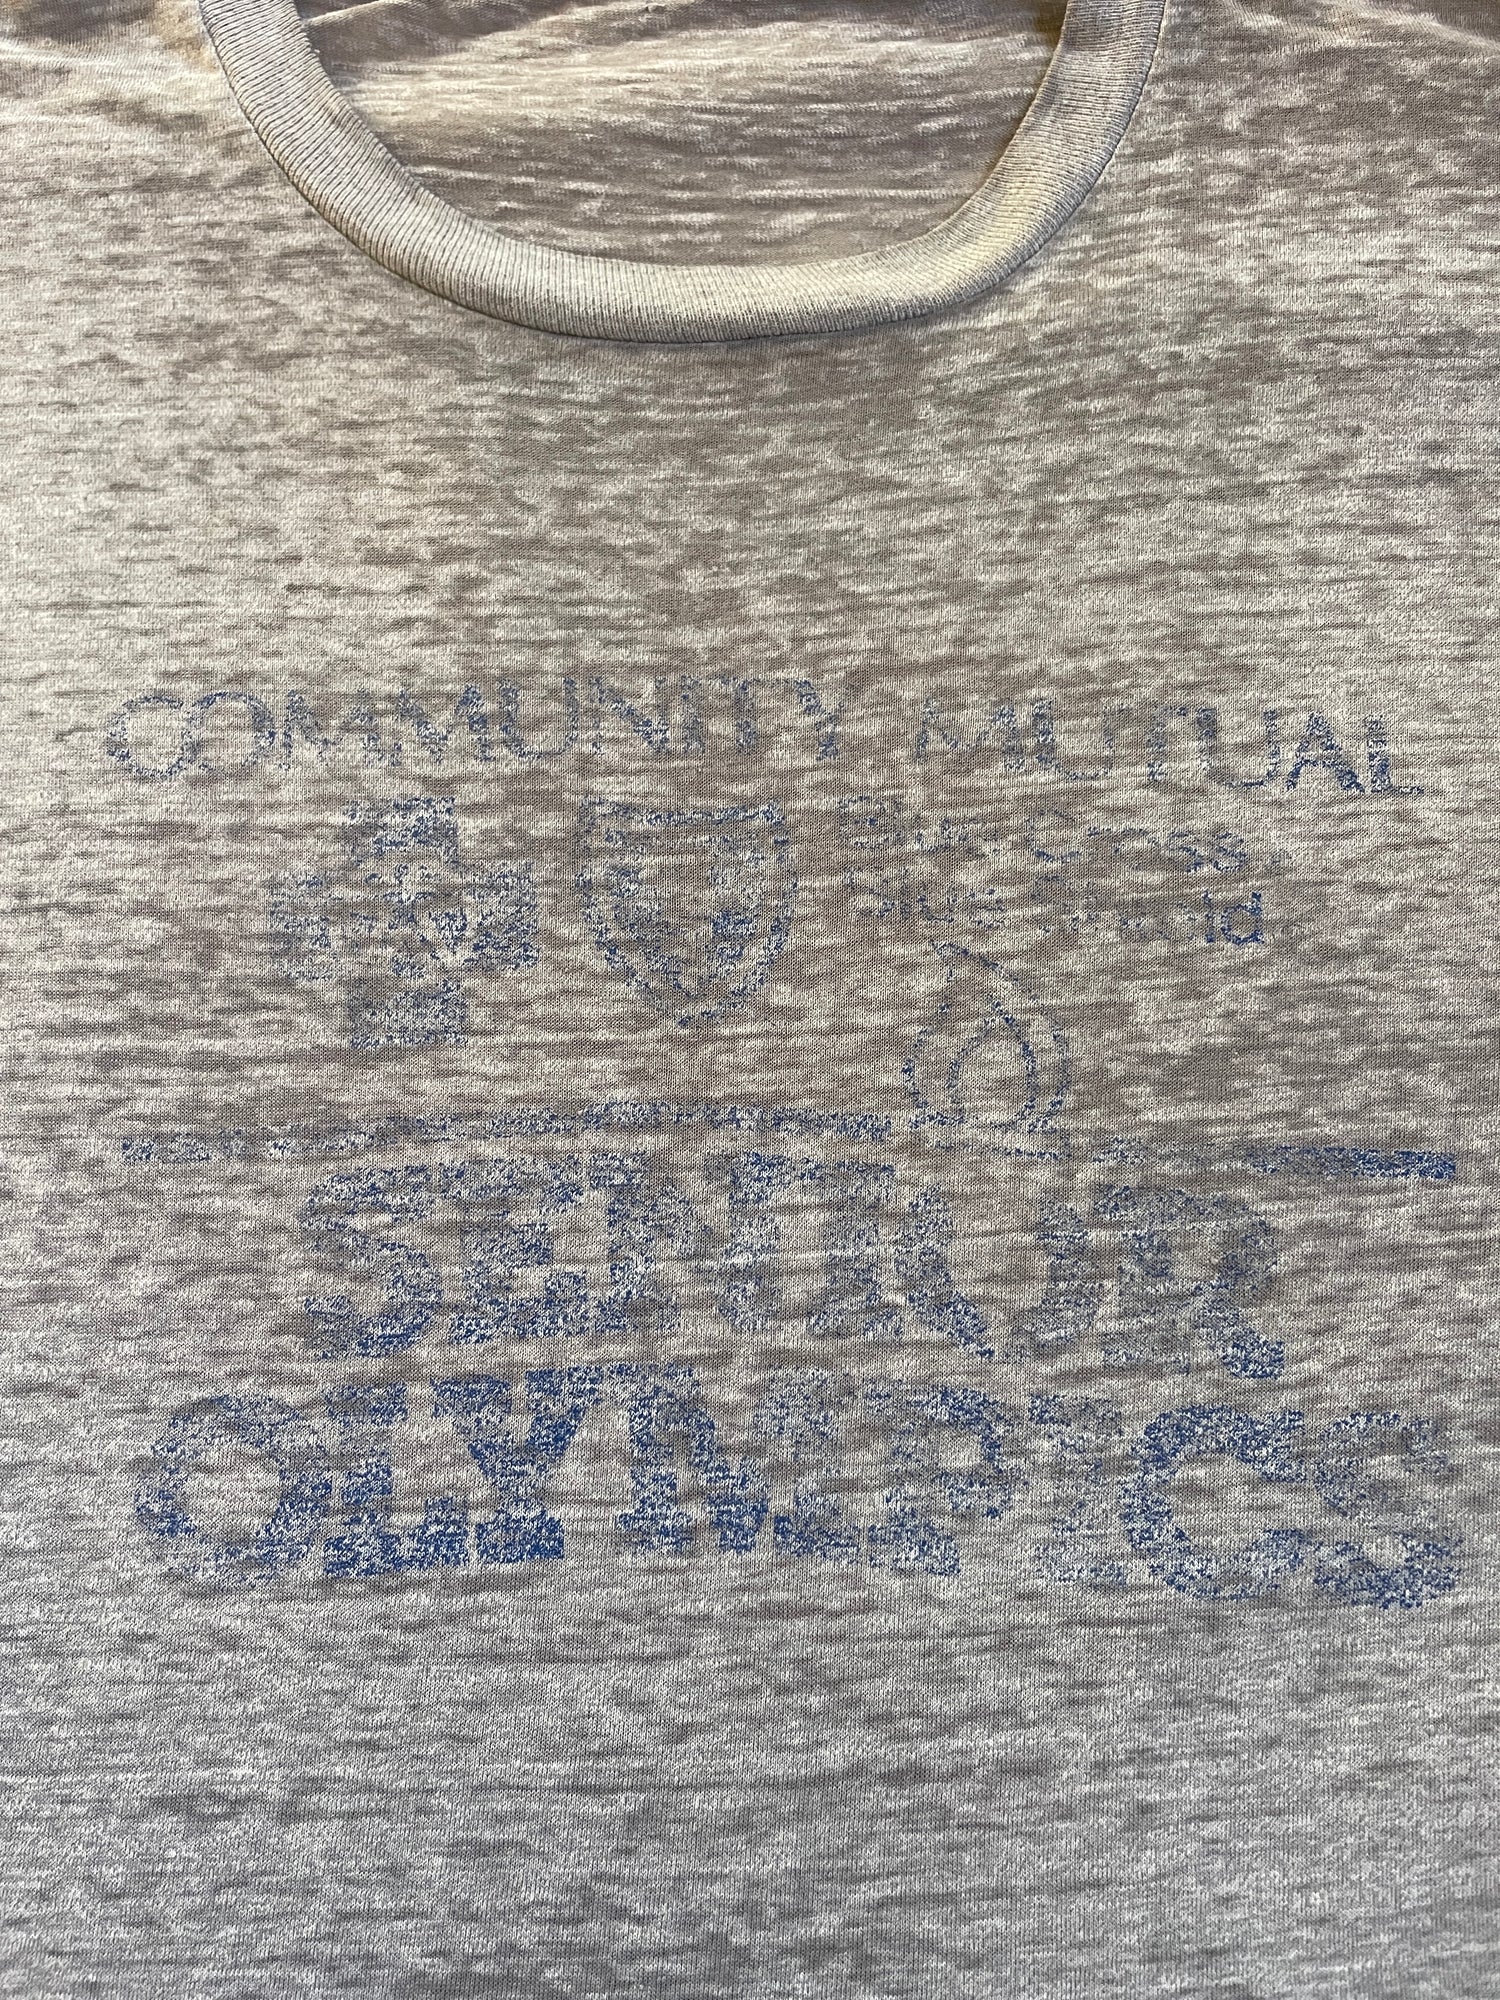 COMMUNITY MUTUAL
Blue Cross
Blue Shield
SENIOR
OLYMPICS